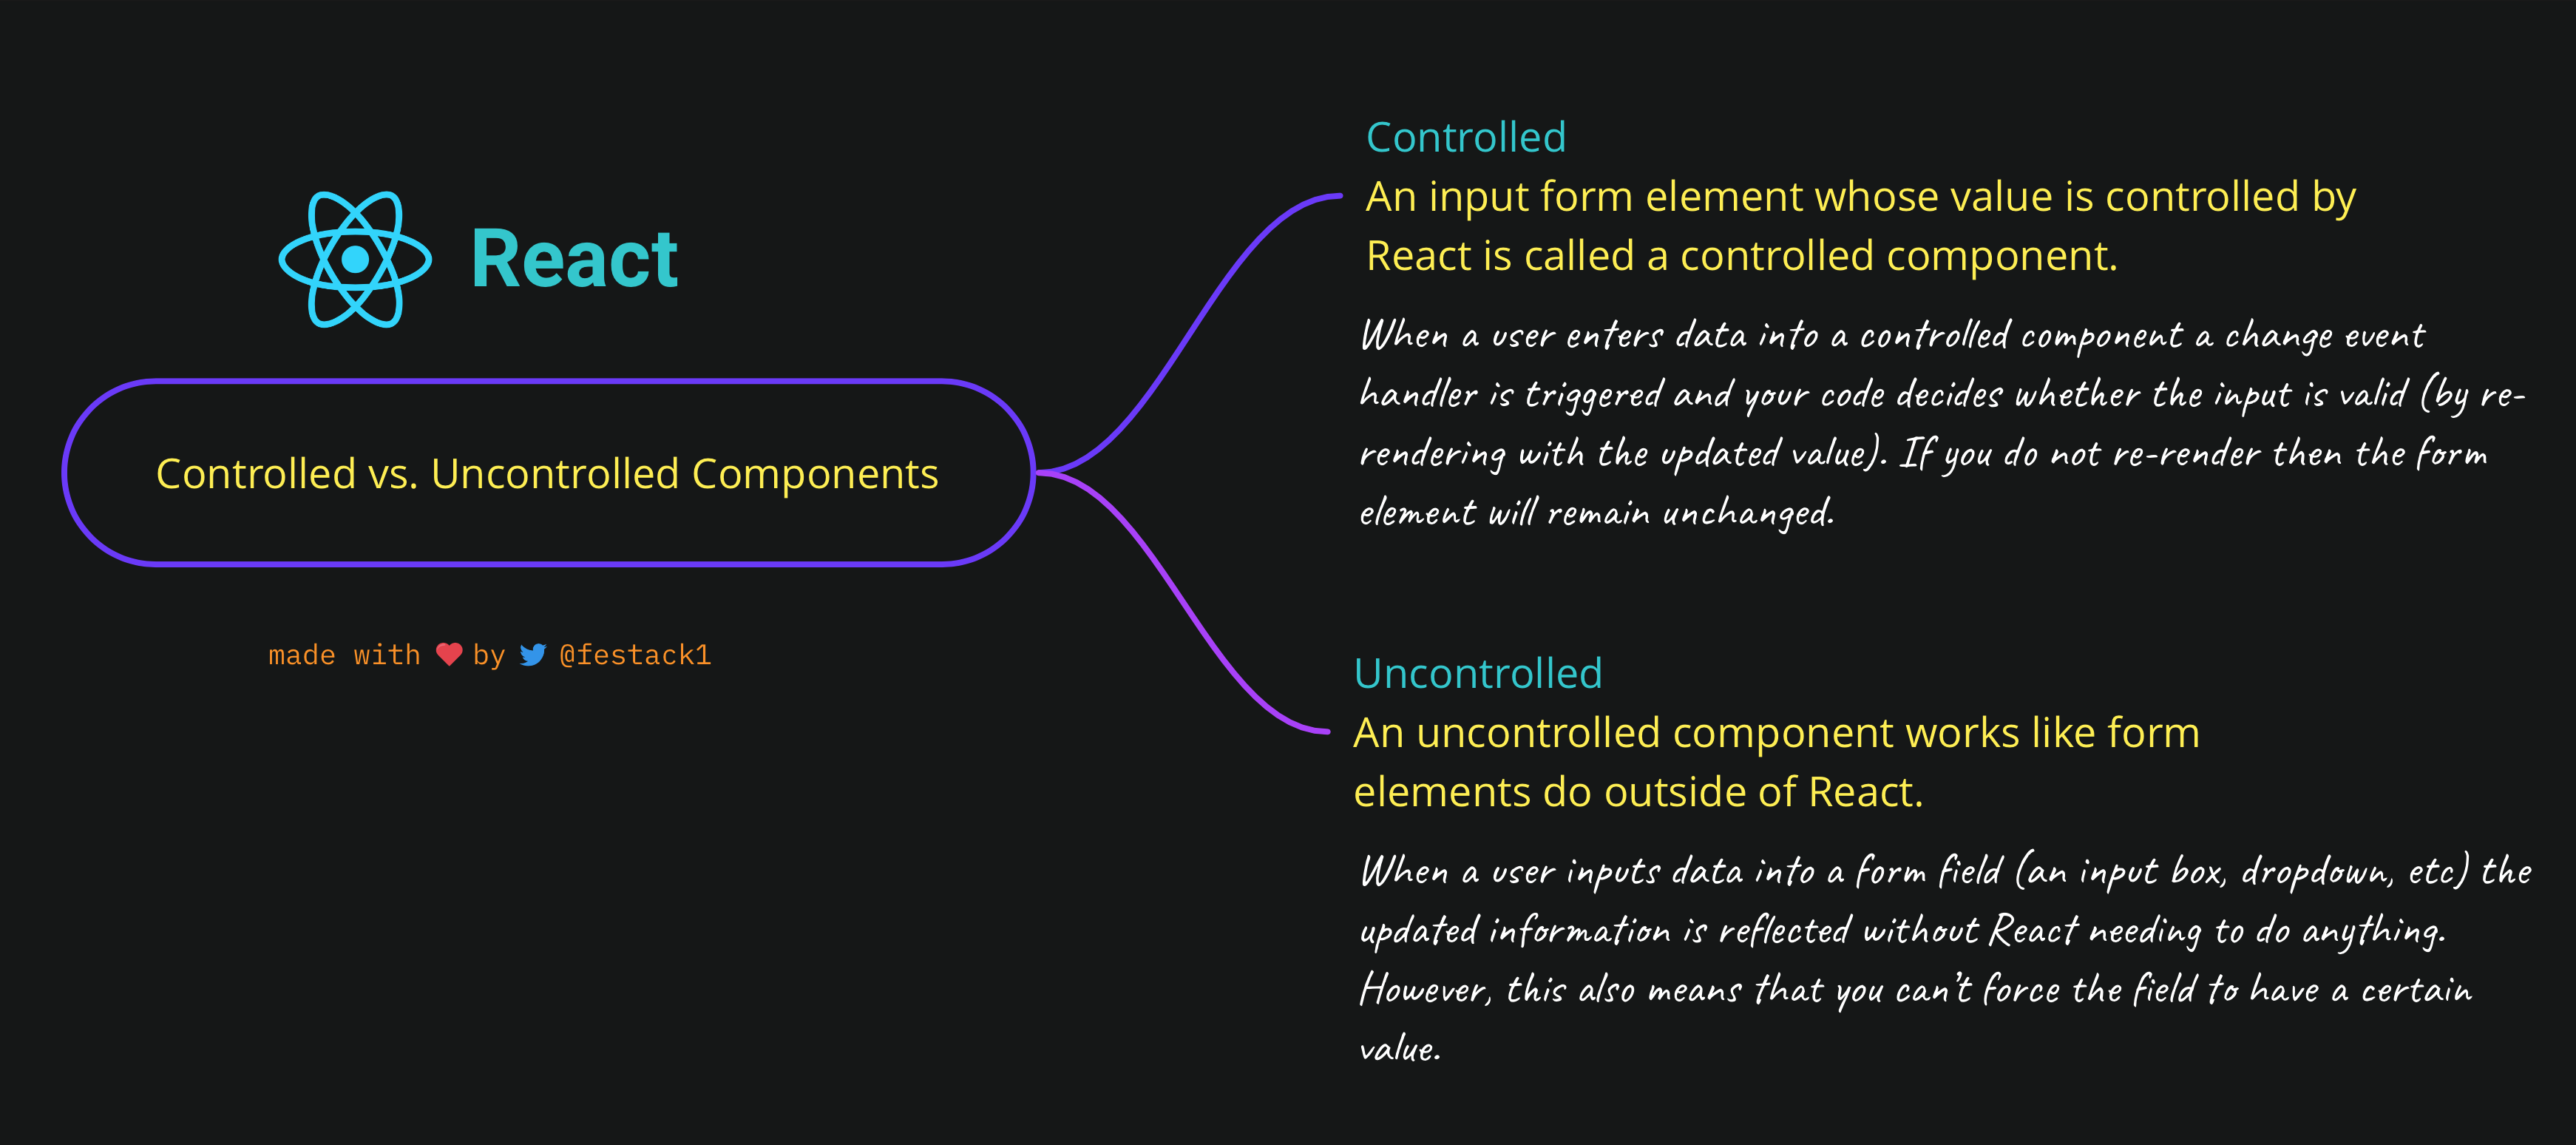 React
Controlled vs. Uncontrolled Components
made with ❤ by @festack1
Controlled
An input form element whose value is controlled by
React is called a controlled component.
When a user enters data into a controlled component a change event
handler is triggered and your code decides whether the input is valid (by re-
rendering with the updated value). If you do not re-render then the form
element will remain unchanged.
Uncontrolled
An uncontrolled component works like form
elements do outside of React.
When a user inputs data into a form field (an input box, dropdown, etc) the
updated information is reflected without React needing to do anything.
However, this also means that you can’t force the field to have a certain
value.